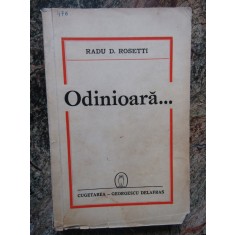 RADU D. ROSETTI
Odinioară...
CUGETAREA - GEORGESCU DELAFRAS